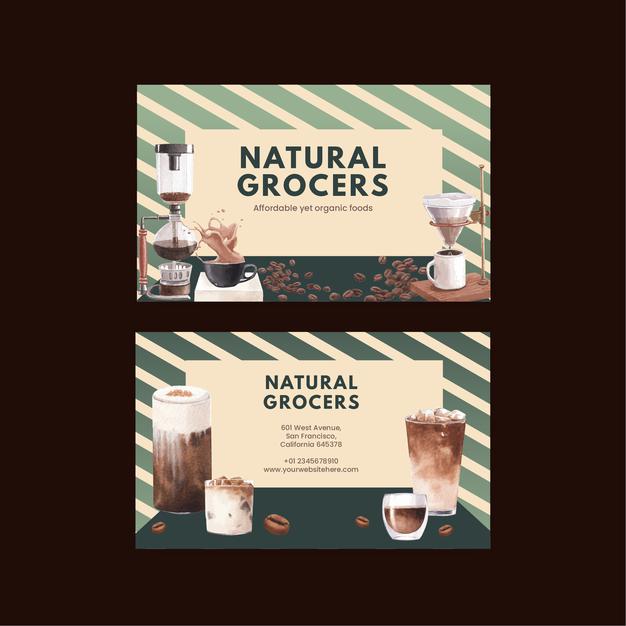 NATURAL
GROCERS
Affordable yet organic foods
NATURAL
GROCERS
601 West Avenue,
San Francisco,
California 645378
+01 2345678910
www.yourwebsitehere.com